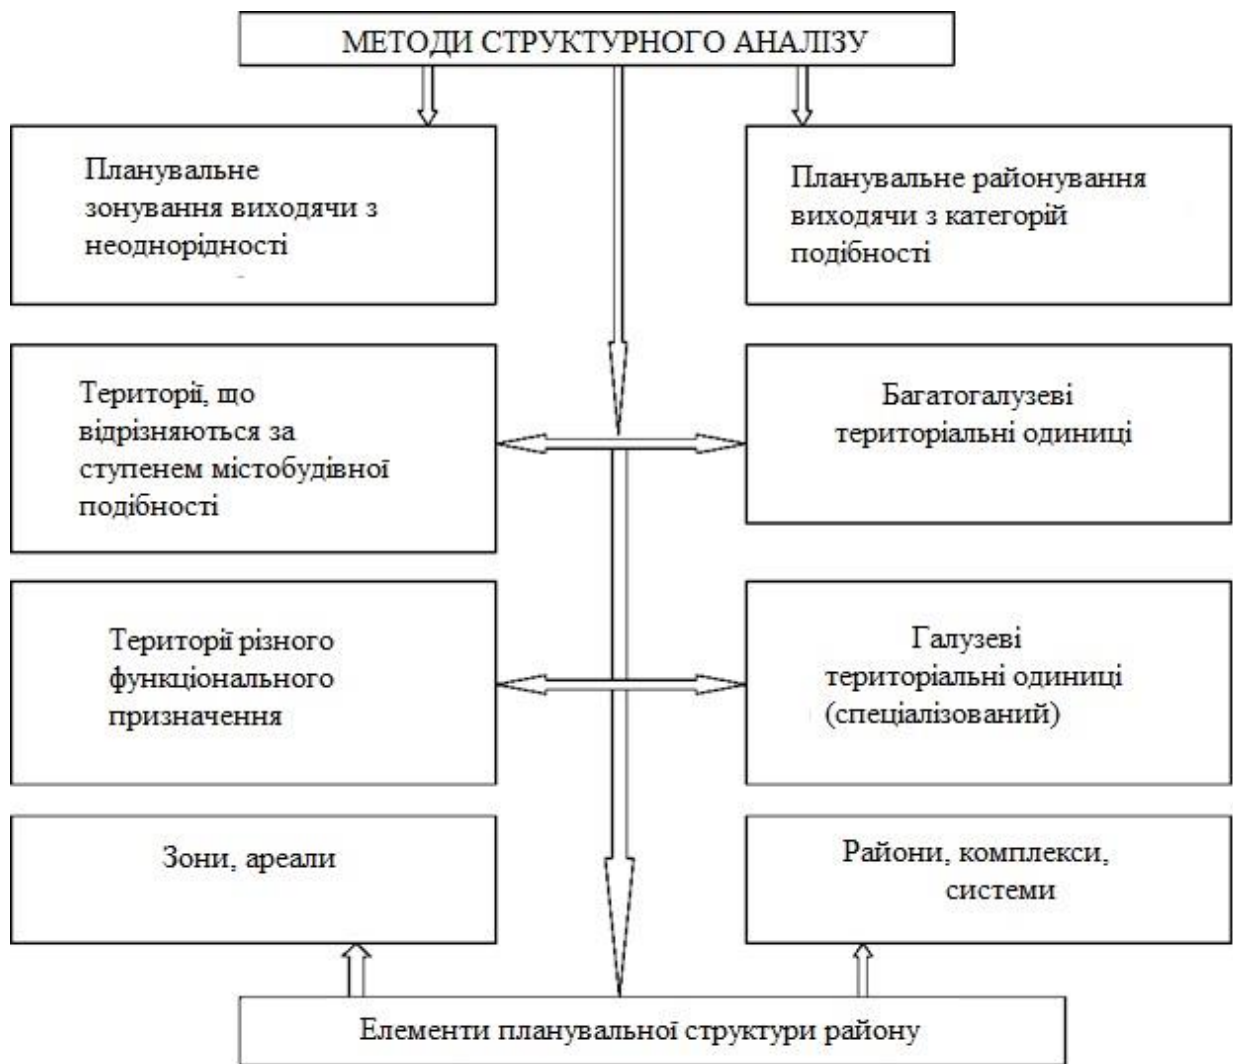 МЕТОДИ СТРУКТУРНОГО АНАЛІЗУ
Планувальне
зонування виходячи з
неоднорідності
Планувальне районування
виходячи з категорій
подібності
Території, що
відрізняються за
ступенем містобудівної
подібності
Багатогалузеві
територіальні одиниці
Території різного
функціонального
призначення
Галузеві
територіальні одиниці
(спеціалізований)
Зони, ареали
Райони, комплекси,
системи
Елементи планувальної структури району